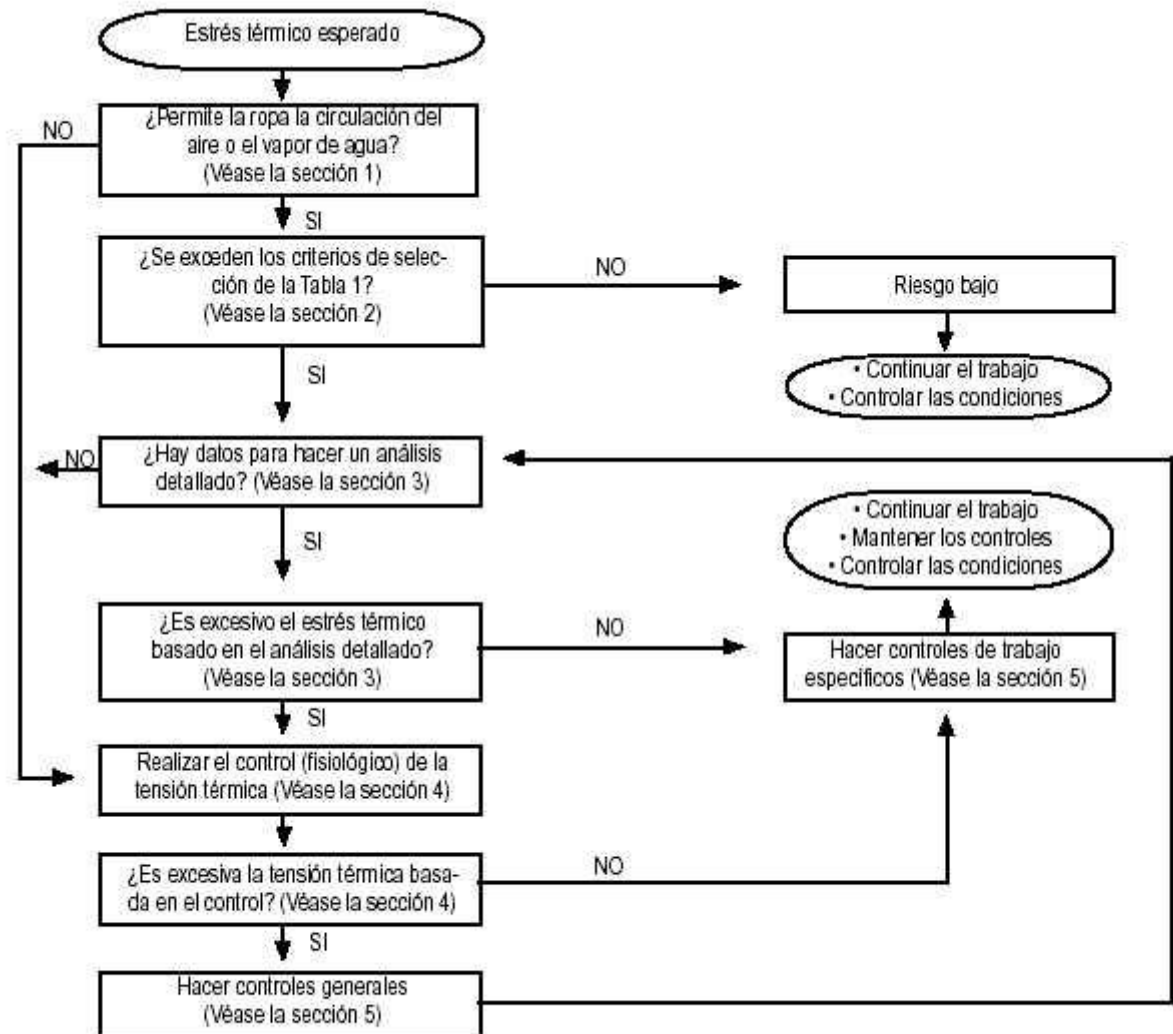 Estrés térmico esperado
¿Permite la ropa la circulación del
aire o el vapor de agua?
(Véase la sección 1)
NO
SI
¿Se exceden los criterios de selec-
ción de la Tabla 1?
(Véase la sección 2)
NO
Riesgo bajo
• Continuar el trabajo
• Controlar las condiciones
SI
¿Hay datos para hacer un análisis
detallado? (Véase la sección 3)
NO
SI
• Continuar el trabajo
• Mantener los controles
• Controlar las condiciones
¿Es excesivo el estrés térmico
basado en el análisis detallado?
(Véase la sección 3)
NO
Hacer controles de trabajo
específicos (Véase la sección 5)
SI
Realizar el control (fisiológico) de la
tensión térmica (Véase la sección 4)
¿Es excesiva la tensión térmica basa-
da en el control? (Véase la sección 4)
NO
SI
Hacer controles generales
(Véase la sección 5)